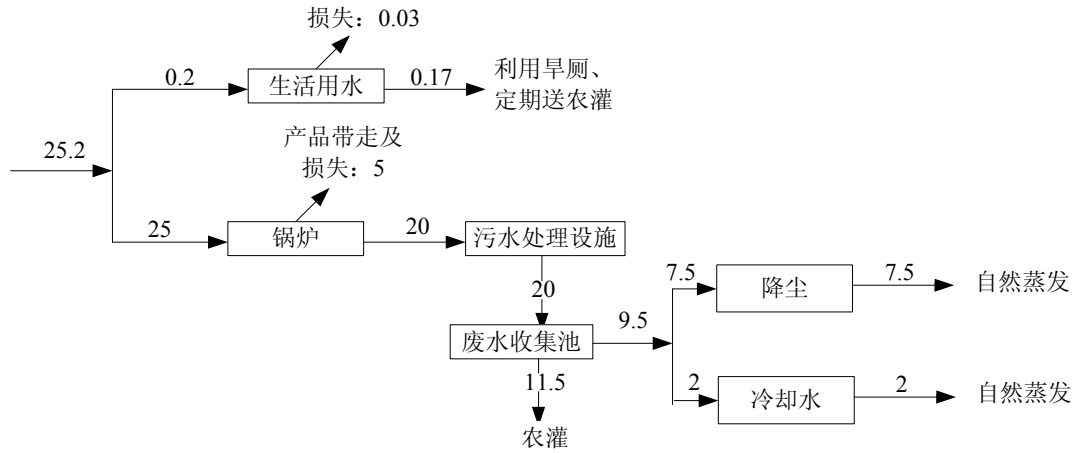 损失：0.03
0.2
生活用水
0.17
利用旱厕、
定期送农灌
25.2
产品带走及
损失：5
25
锅炉
20
污水处理设施
20
7.5
降尘
7.5
自然蒸发
废水收集池
9.5
11.5
2
冷却水
2
自然蒸发
农灌